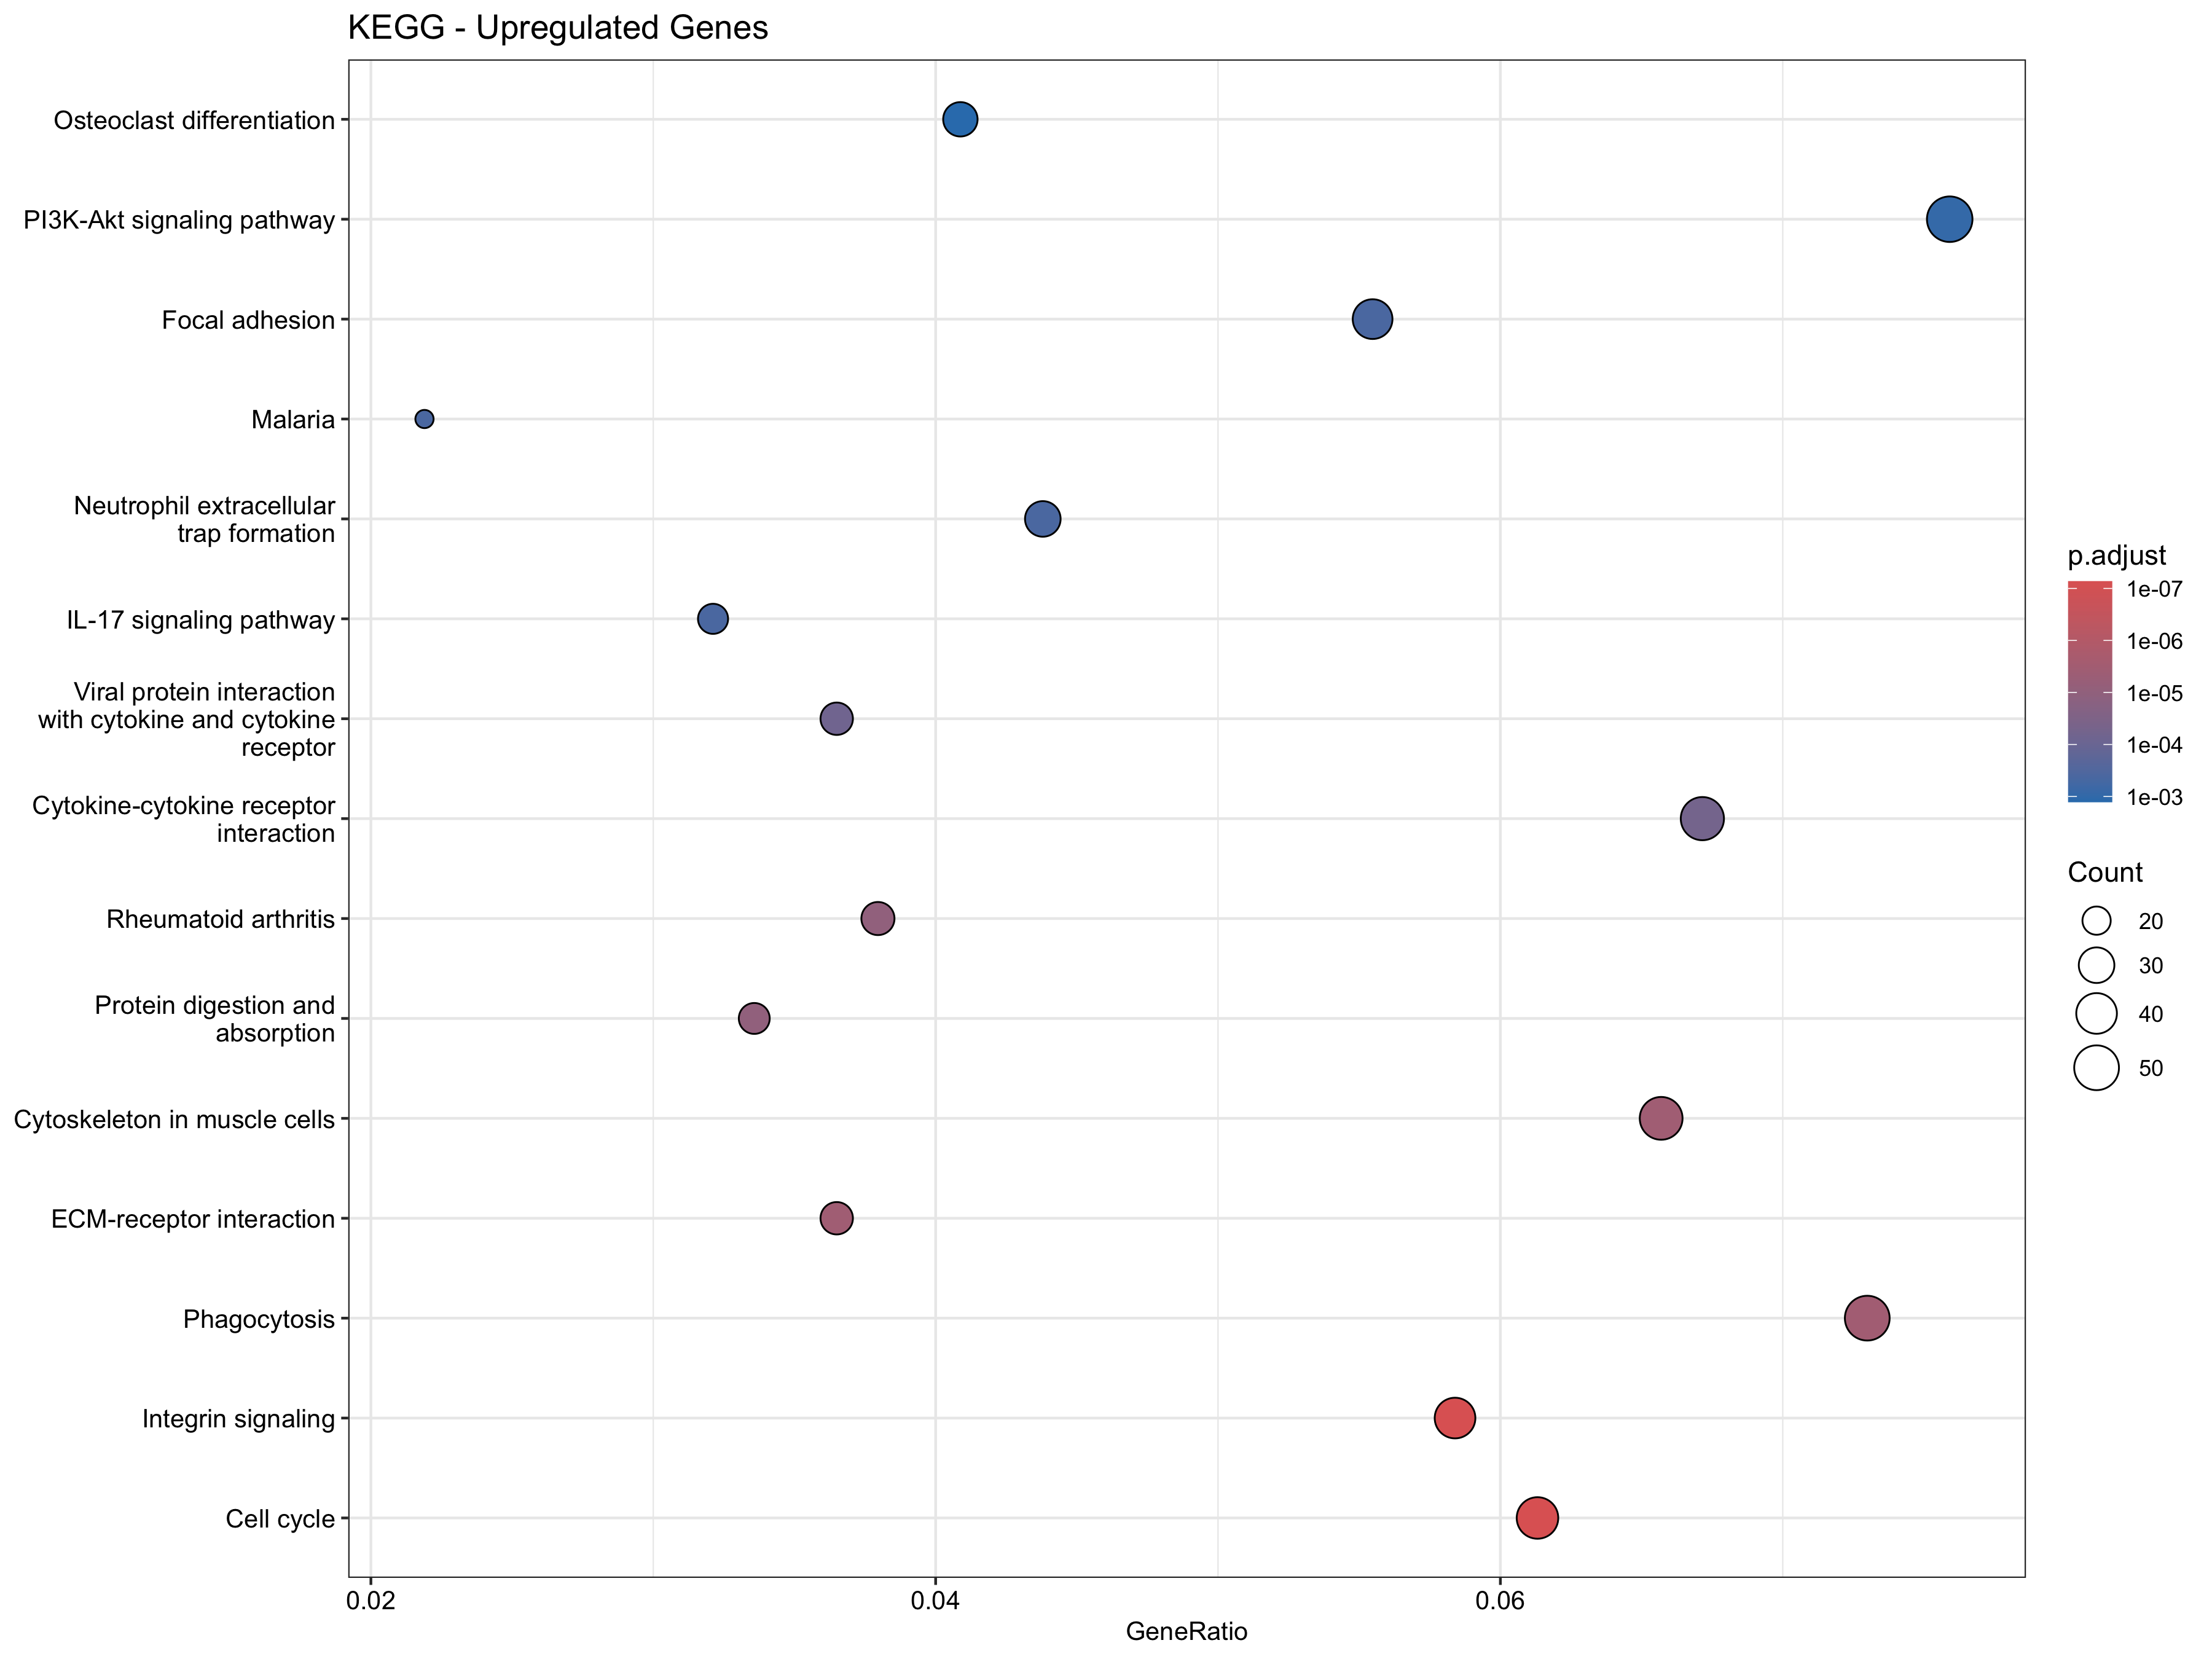 KEGG - Upregulated Genes
Osteoclast differentiation
PI3K-Akt signaling pathway
Focal adhesion
Malaria
Neutrophil extracellular
trap formation
IL-17 signaling pathway
Viral protein interaction
with cytokine and cytokine
receptor
Cytokine-cytokine receptor
interaction
Rheumatoid arthritis
Protein digestion and
absorption
Cytoskeleton in muscle cells
ECM-receptor interaction
Phagocytosis
Integrin signaling
Cell cycle
0.02
0.04
0.06
GeneRatio
p.adjust
1e-07
1e-06
1e-05
1e-04
1e-03
Count
20
30
40
50